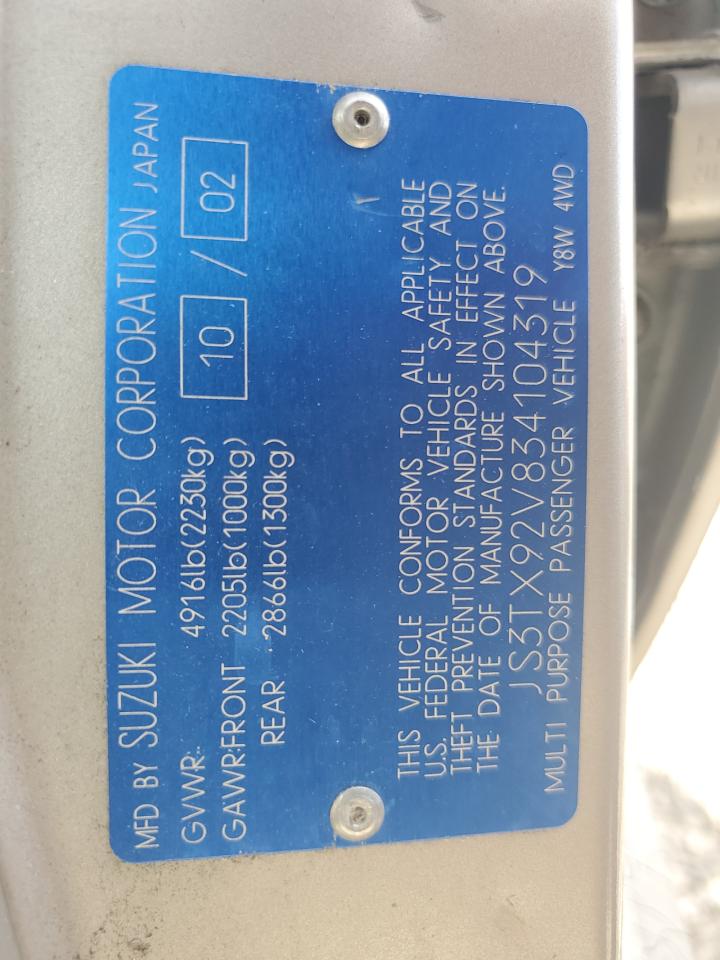 MFD BY SUZUKI MOTOR CORPORATION JAPAN
GVWR: 4916lb(2230kg) 10 / 02
GAWR:FRONT 2205lb(1000kg)
REAR 2866lb(1300kg)
THIS VEHICLE CONFORMS TO ALL APPLICABLE
U.S. FEDERAL MOTOR VEHICLE SAFETY AND
THEFT PREVENTION STANDARDS IN EFFECT ON
THE DATE OF MANUFACTURE SHOWN ABOVE.
JS3TX92V834104319
MULTI PURPOSE PASSENGER VEHICLE Y8W 4WD